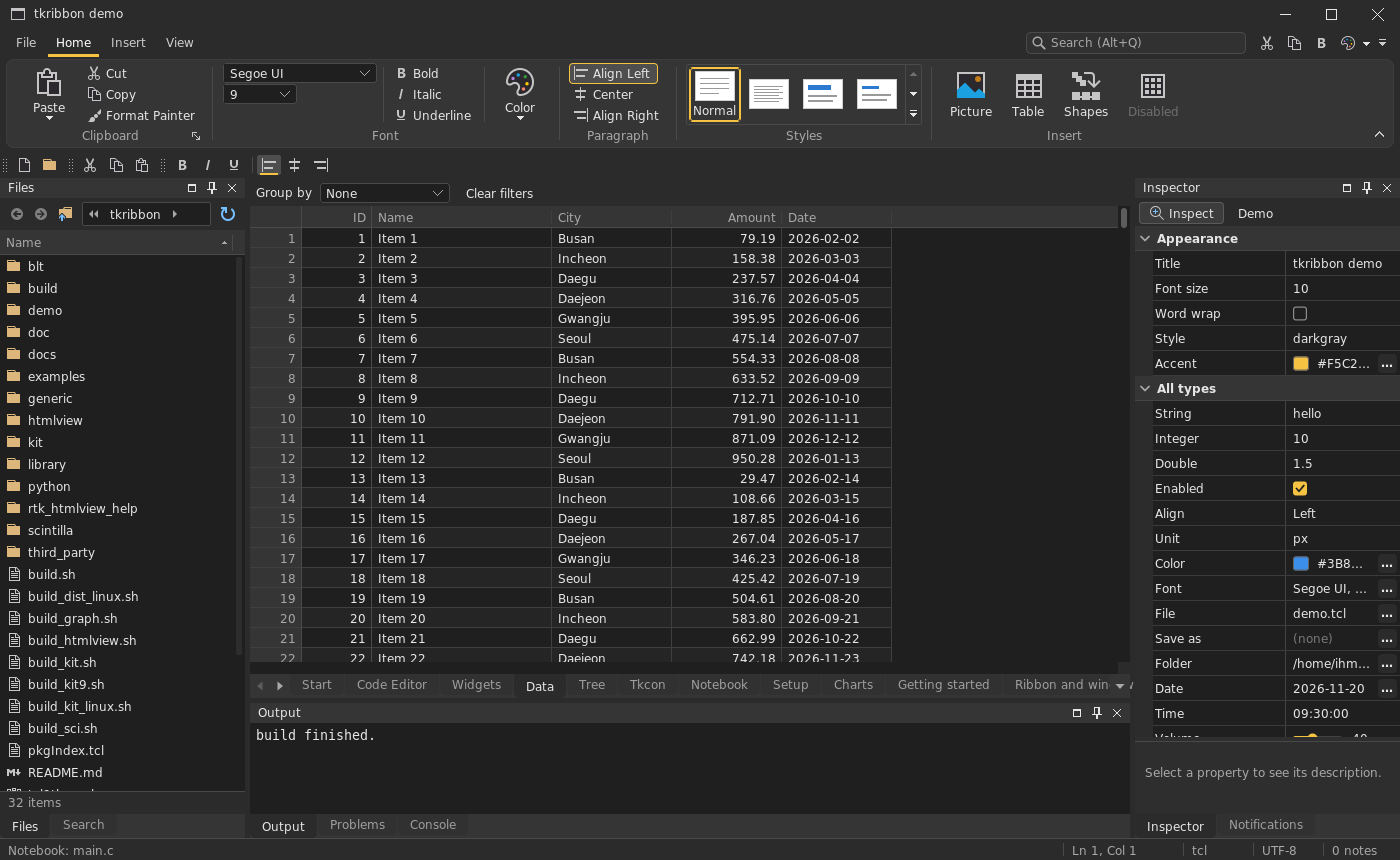 tkribbon demo
File Home Insert View Search (Alt+Q) B
Paste
Cut
Copy
Format Painter
Clipboard
Segoe UI
9
B Bold
I Italic
U Underline
Font
Color
Align Left
Center
Align Right
Paragraph
Normal
Styles
Picture Table Shapes Disabled
Insert
B I U
Files
tkribbon
Name
blt
build
demo
doc
docs
examples
generic
htmlview
kit
library
python
rtk_htmlview_help
scintilla
third_party
build.sh
build_dist_linux.sh
build_graph.sh
build_htmlview.sh
build_kit.sh
build_kit9.sh
build_kit_linux.sh
build_sci.sh
pkgIndex.tcl
README.md
32 items
Files Search
Group by None Clear filters
ID Name City Amount Date
1 1 Item 1 Busan 79.19 2026-02-02
2 2 Item 2 Incheon 158.38 2026-03-03
3 3 Item 3 Daegu 237.57 2026-04-04
4 4 Item 4 Daejeon 316.76 2026-05-05
5 5 Item 5 Gwangju 395.95 2026-06-06
6 6 Item 6 Seoul 475.14 2026-07-07
7 7 Item 7 Busan 554.33 2026-08-08
8 8 Item 8 Incheon 633.52 2026-09-09
9 9 Item 9 Daegu 712.71 2026-10-10
10 10 Item 10 Daejeon 791.90 2026-11-11
11 11 Item 11 Gwangju 871.09 2026-12-12
12 12 Item 12 Seoul 950.28 2026-01-13
13 13 Item 13 Busan 29.47 2026-02-14
14 14 Item 14 Incheon 108.66 2026-03-15
15 15 Item 15 Daegu 187.85 2026-04-16
16 16 Item 16 Daejeon 267.04 2026-05-17
17 17 Item 17 Gwangju 346.23 2026-06-18
18 18 Item 18 Seoul 425.42 2026-07-19
19 19 Item 19 Busan 504.61 2026-08-20
20 20 Item 20 Incheon 583.80 2026-09-21
21 21 Item 21 Daegu 662.99 2026-10-22
22 22 Item 22 Daejeon 742.18 2026-11-23
Start Code Editor Widgets Data Tree Tkcon Notebook Setup Charts Getting started Ribbon and win
Output
build finished.
Output Problems Console
Inspector
Inspect Demo
Appearance
Title tkribbon demo
Font size 10
Word wrap
Style darkgray
Accent #F5C2... ...
All types
String hello
Integer 10
Double 1.5
Enabled
Align Left
Unit px
Color #3B8... ...
Font Segoe UI, ... ...
File demo.tcl ...
Save as (none) ...
Folder /home/ihm... ...
Date 2026-11-20 ...
Time 09:30:00
Volume 40
Select a property to see its description.
Inspector Notifications
Notebook: main.c Ln 1, Col 1 tcl UTF-8 0 notes